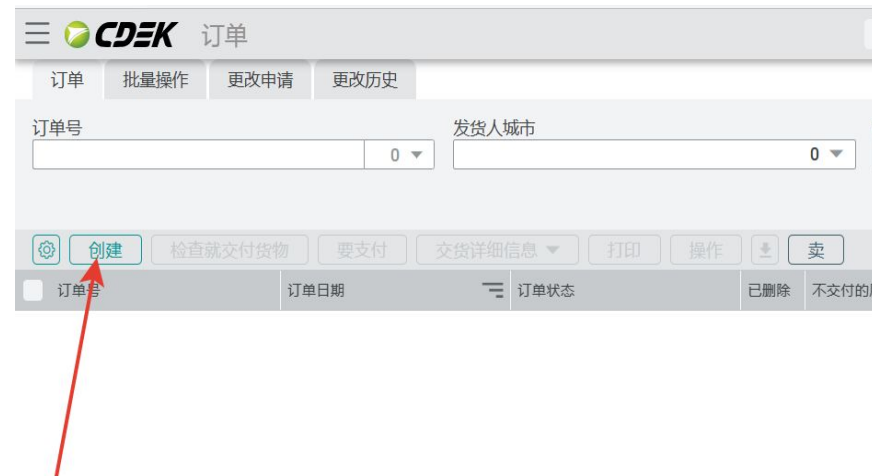 CDEK 订单
订单 批量操作 更改申请 更改历史
订单号 发货人城市
0 0
创建 检查就交付货物 要支付 交货详细信息 打印 操作 卖
订单号 订单日期 订单状态 已删除 不交付的